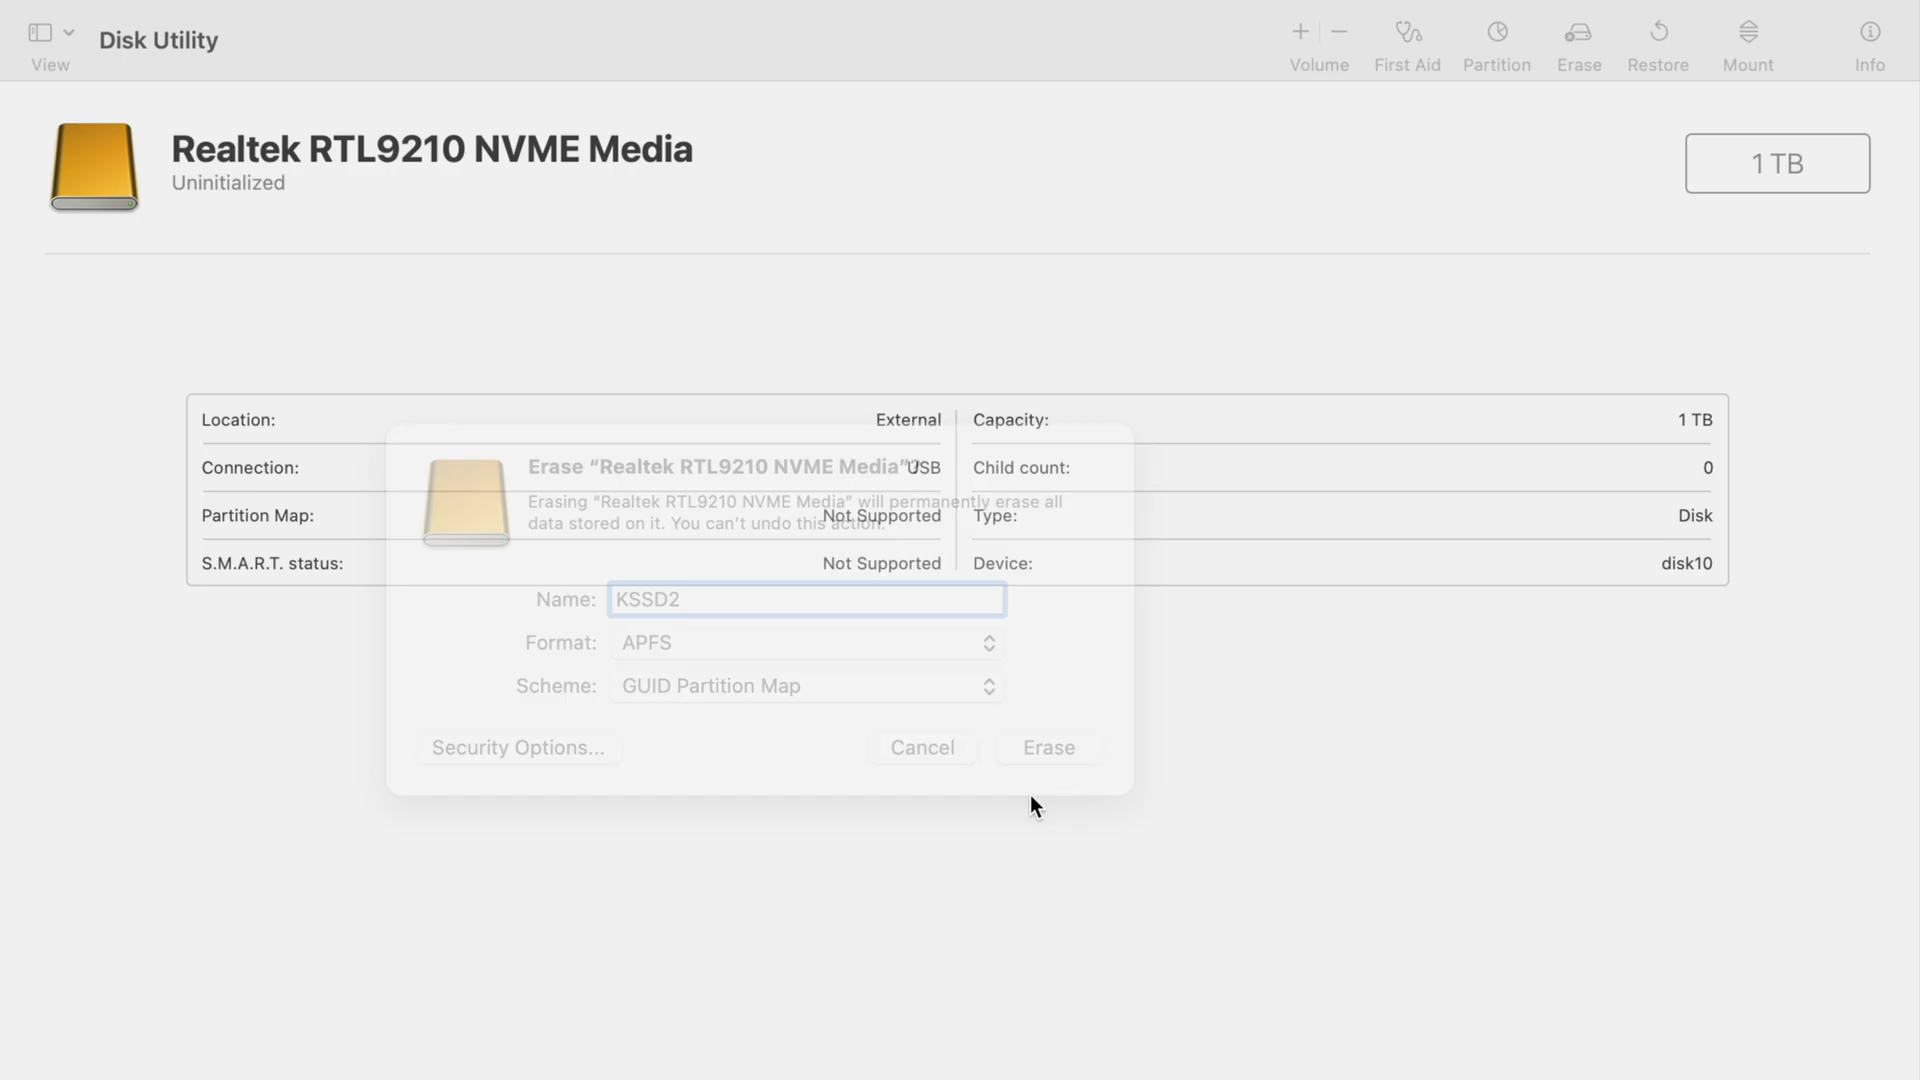 Disk Utility
View
Volume
First Aid
Partition
Erase
Restore
Mount
Info
Realtek RTL9210 NVME Media
Uninitialized
1 TB
Location: External
Capacity: 1 TB
Connection: USB
Child count: 0
Partition Map: Not Supported
Type: Disk
S.M.A.R.T. status: Not Supported
Device: disk10
Erase “Realtek RTL9210 NVME Media”?
Erasing “Realtek RTL9210 NVME Media” will permanently erase all
data stored on it. You can’t undo this action.
Name: KSSD2
Format: APFS
Scheme: GUID Partition Map
Security Options...
Cancel
Erase